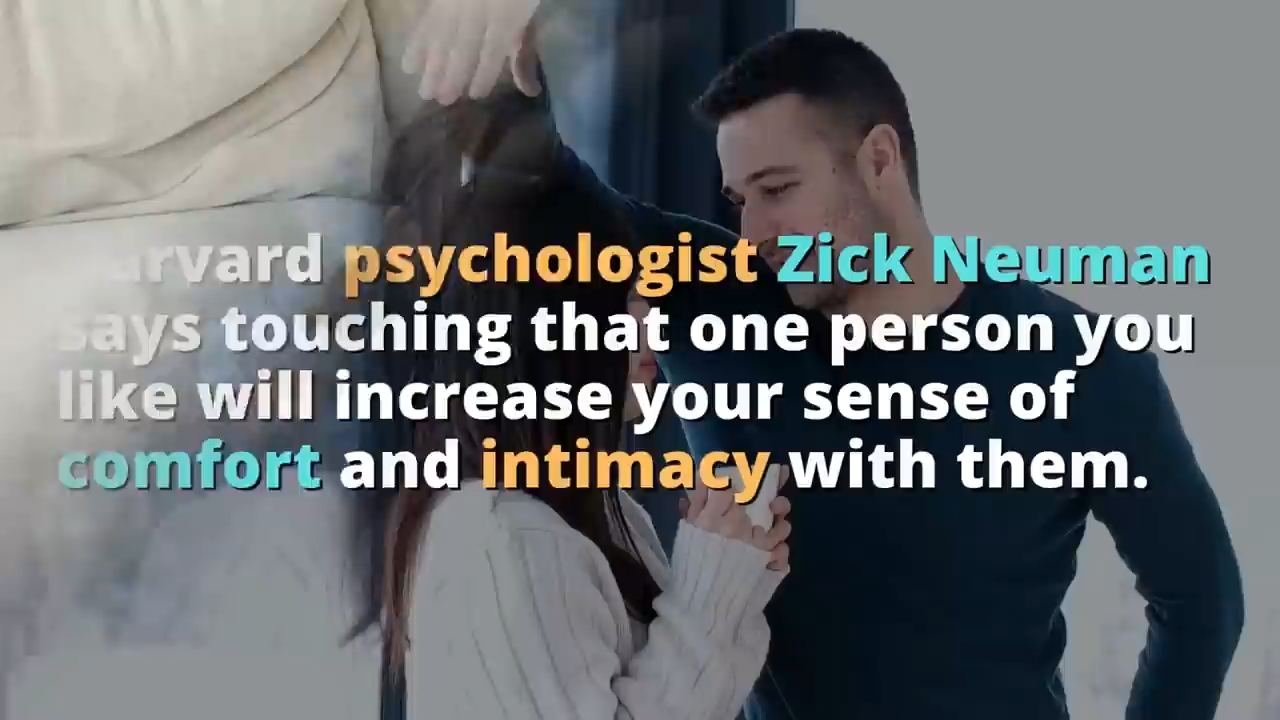 Harvard psychologist Zick Neuman
says touching that one person you
like will increase your sense of
comfort and intimacy with them.